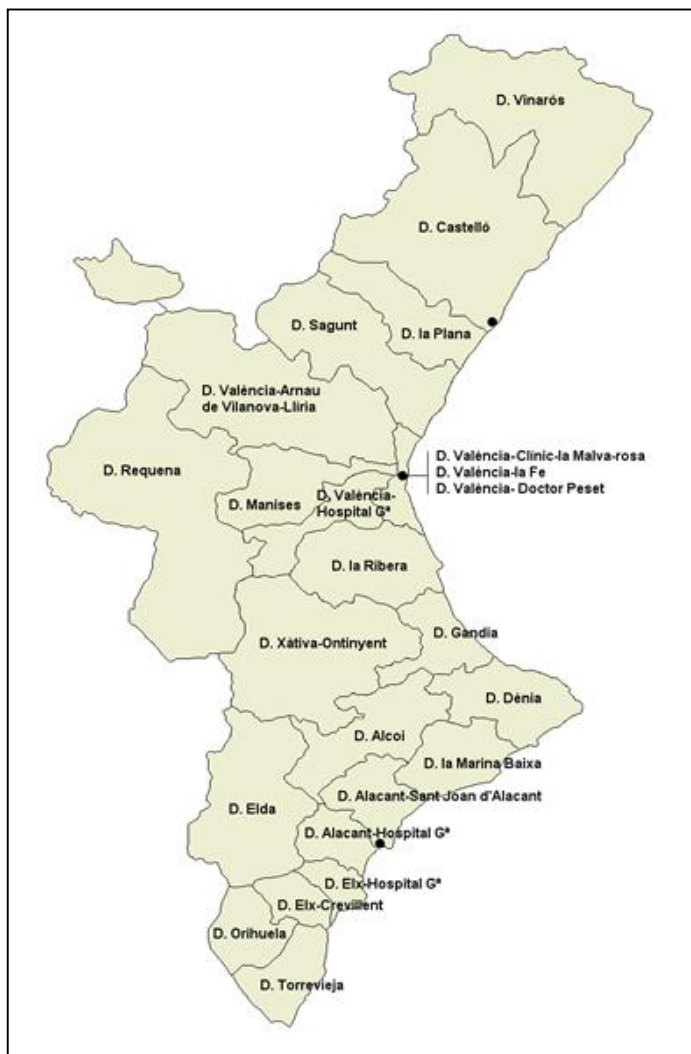 D. Vinaròs
D. Castelló
D. Sagunt
D. la Plana
D. València-Arnau
de Vilanova-Llíria
D. València-Clínic-la Malva-rosa
D. València-la Fe
D. València- Doctor Peset
D. Requena
D. Manises
D. València-
Hospital Gª
D. la Ribera
D. Xàtiva-Ontinyent
D. Gandia
D. Dénia
D. Alcoi
D. la Marina Baixa
D. Alacant-Sant Joan d'Alacant
D. Elda
D. Alacant-Hospital Gª
D. Elx-Hospital Gª
D. Elx-Crevillent
D. Orihuela
D. Torrevieja